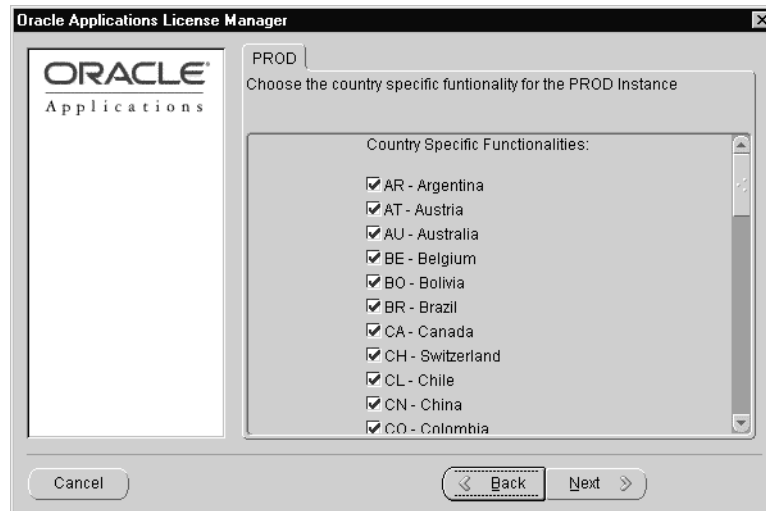 Oracle Applications License Manager
ORACLE®
Applications
PROD
Choose the country specific funtionality for the PROD Instance
Country Specific Functionalities:
AR - Argentina
AT - Austria
AU - Australia
BE - Belgium
BO - Bolivia
BR - Brazil
CA - Canada
CH - Switzerland
CL - Chile
CN - China
CO - Colombia
Cancel
Back
Next